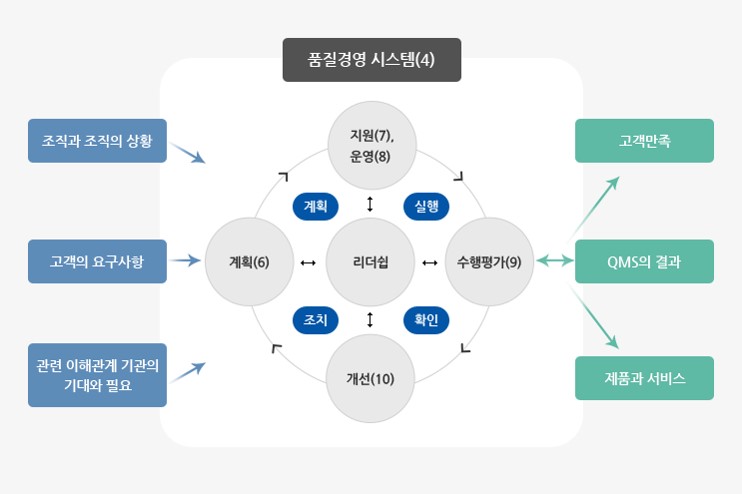 품질경영 시스템(4)
조직과 조직의 상황
고객의 요구사항
관련 이해관계 기관의
기대와 필요
지원(7),
운영(8)
계획
실행
계획(6)
리더쉽
수행평가(9)
조치
확인
개선(10)
고객만족
QMS의 결과
제품과 서비스